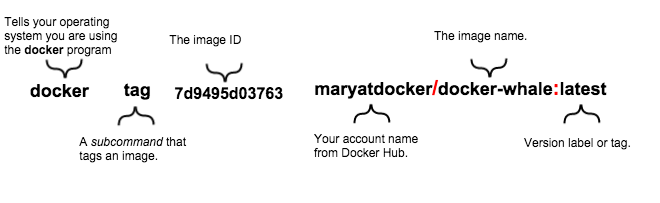 Tells your operating
system you are using
the docker program
The image ID
The image name.
docker tag 7d9495d03763 maryatdocker/docker-whale:latest
A subcommand that
tags an image.
Your account name
from Docker Hub.
Version label or tag.